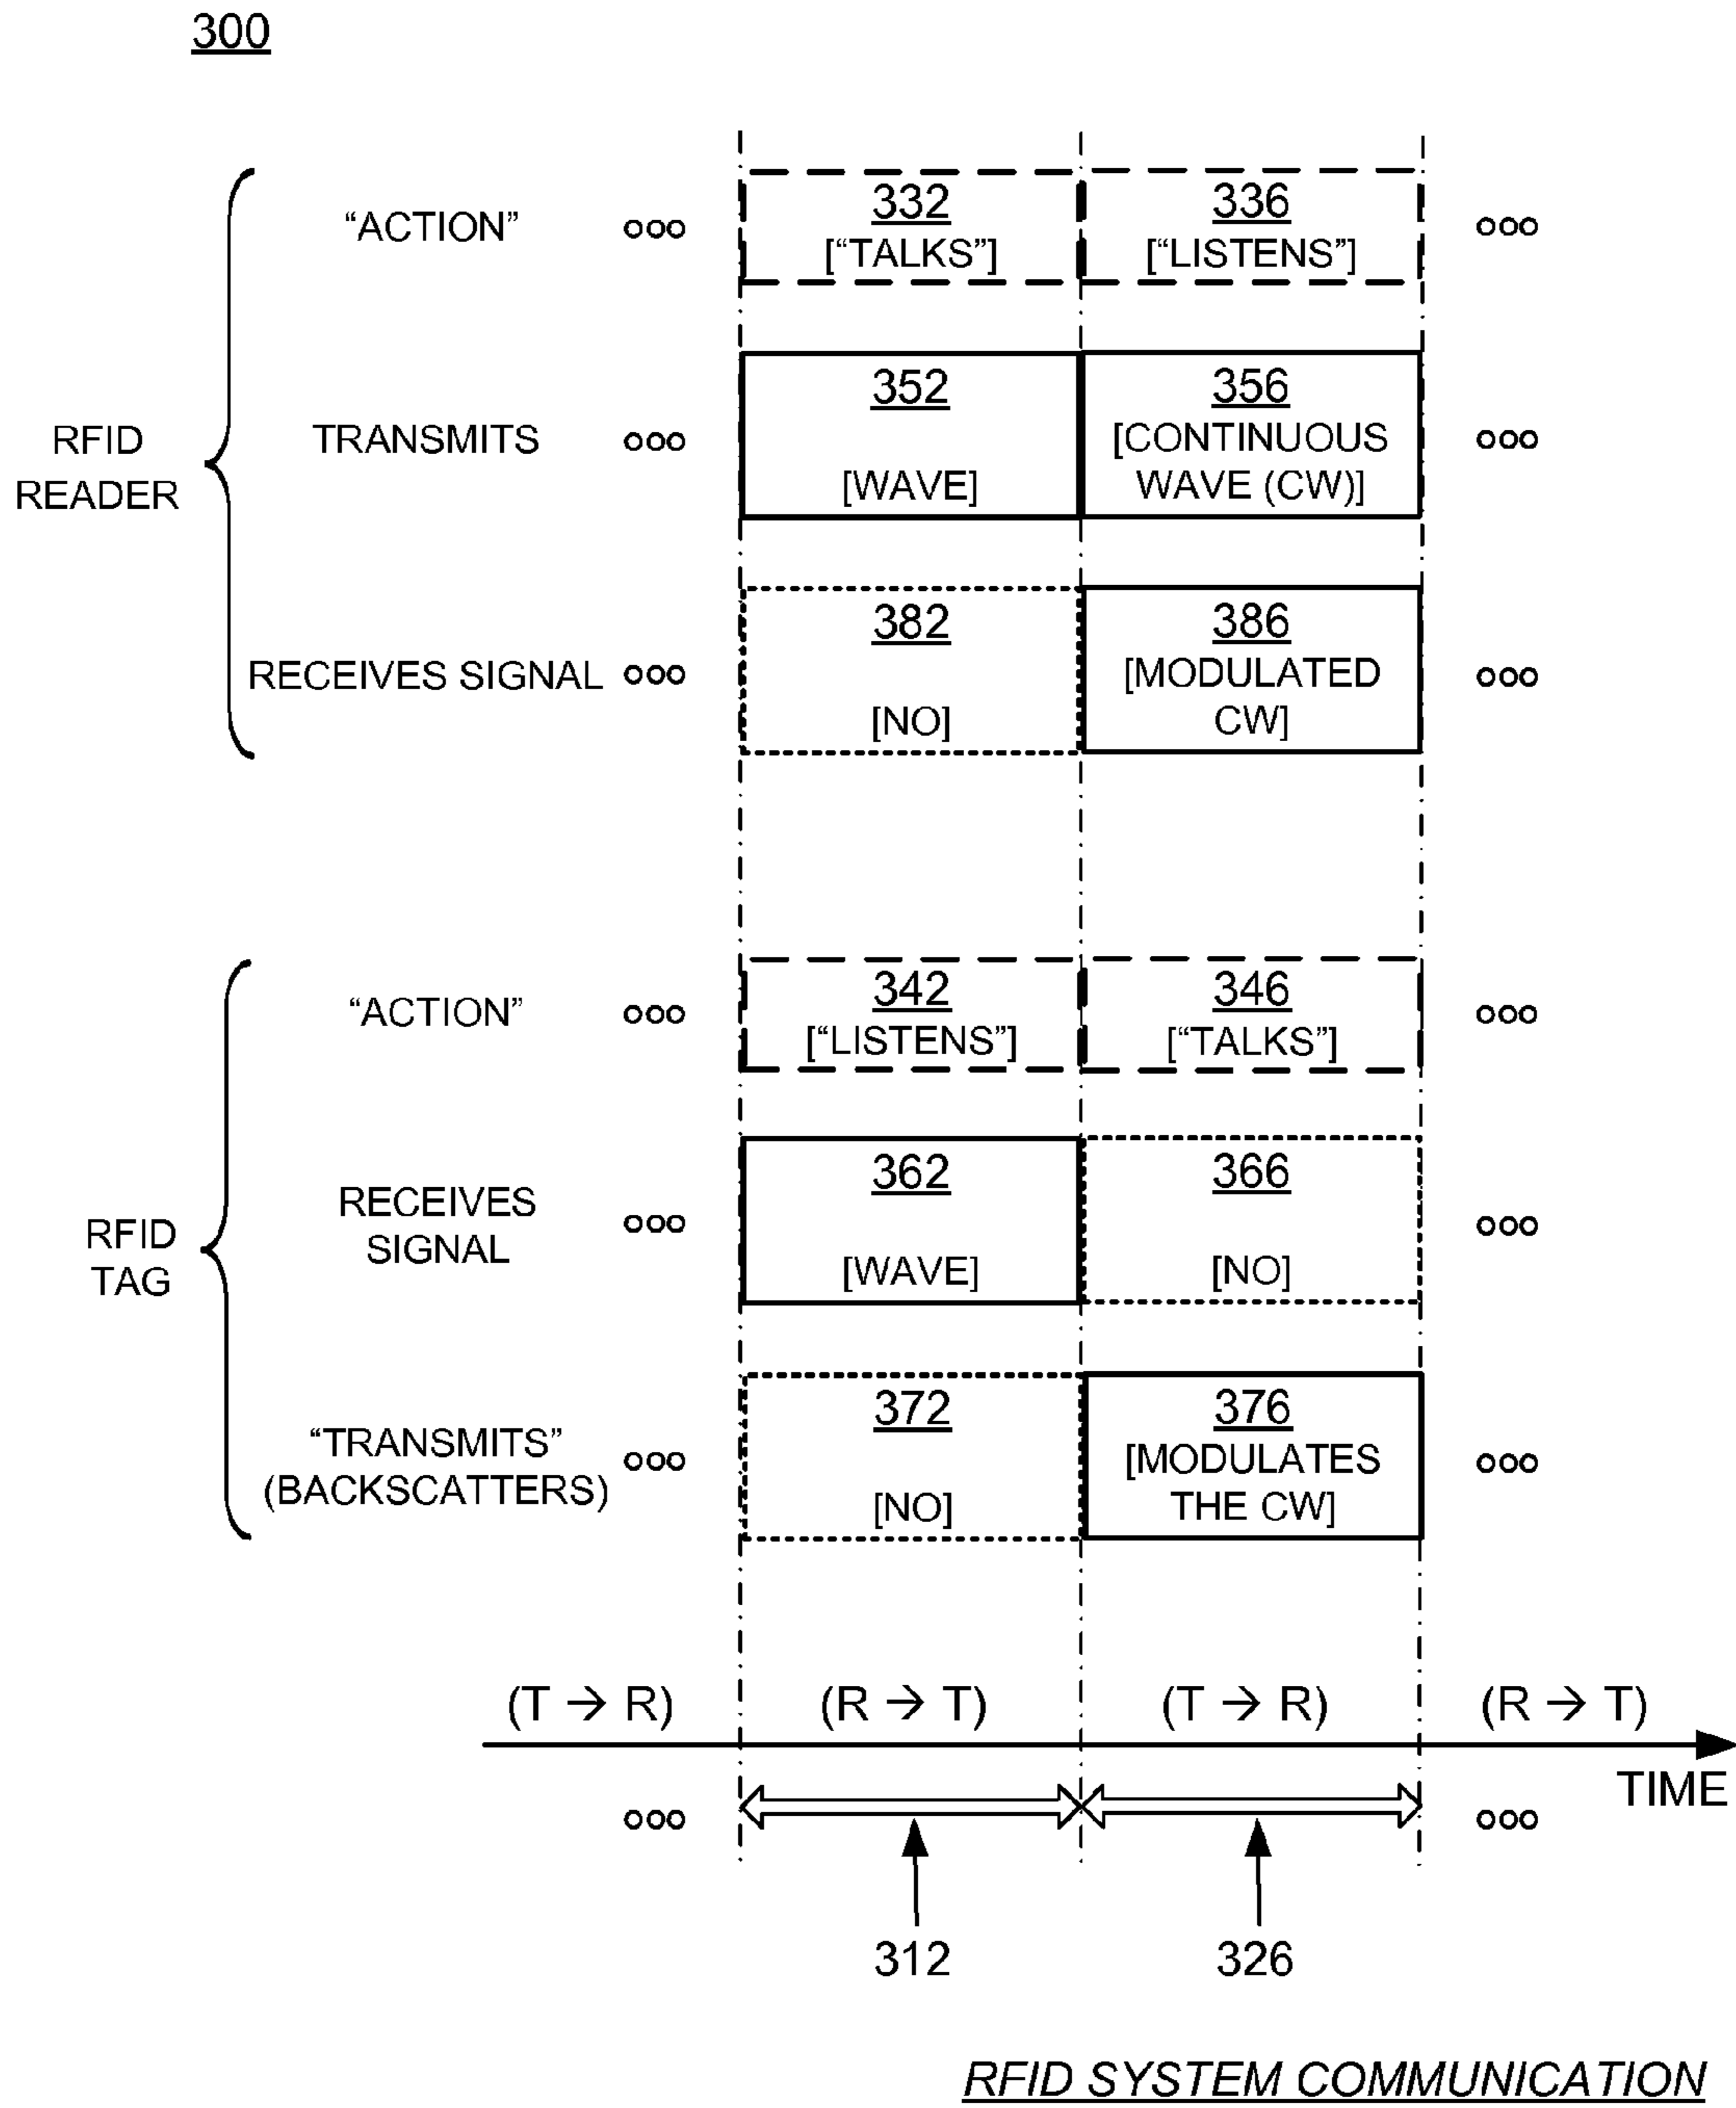 300
"ACTION"
ooo
332
["TALKS"]
336
["LISTENS"]
ooo
RFID
READER
TRANSMITS
ooo
352
[WAVE]
356
[CONTINUOUS
WAVE (CW)]
ooo
RECEIVES SIGNAL
ooo
382
[NO]
386
[MODULATED
CW]
ooo
"ACTION"
ooo
342
["LISTENS"]
346
["TALKS"]
ooo
RFID
TAG
RECEIVES
SIGNAL
ooo
362
[WAVE]
366
[NO]
ooo
"TRANSMITS"
(BACKSCATTERS)
ooo
372
[NO]
376
[MODULATES
THE CW]
ooo
(T → R)
(R → T)
(T → R)
(R → T)
TIME
ooo
ooo
312
326
RFID SYSTEM COMMUNICATION